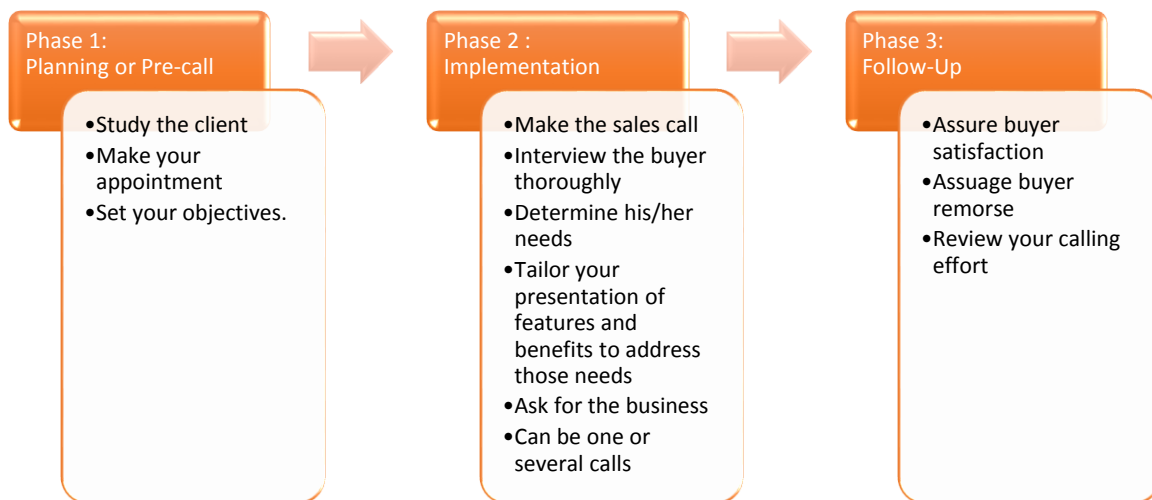 Phase 1:
Planning or Pre-call
•Study the client
•Make your
appointment
•Set your objectives.
Phase 2 :
Implementation
•Make the sales call
•Interview the buyer
thoroughly
•Determine his/her
needs
•Tailor your
presentation of
features and
benefits to address
those needs
•Ask for the business
•Can be one or
several calls
Phase 3:
Follow-Up
•Assure buyer
satisfaction
•Assuage buyer
remorse
•Review your calling
effort